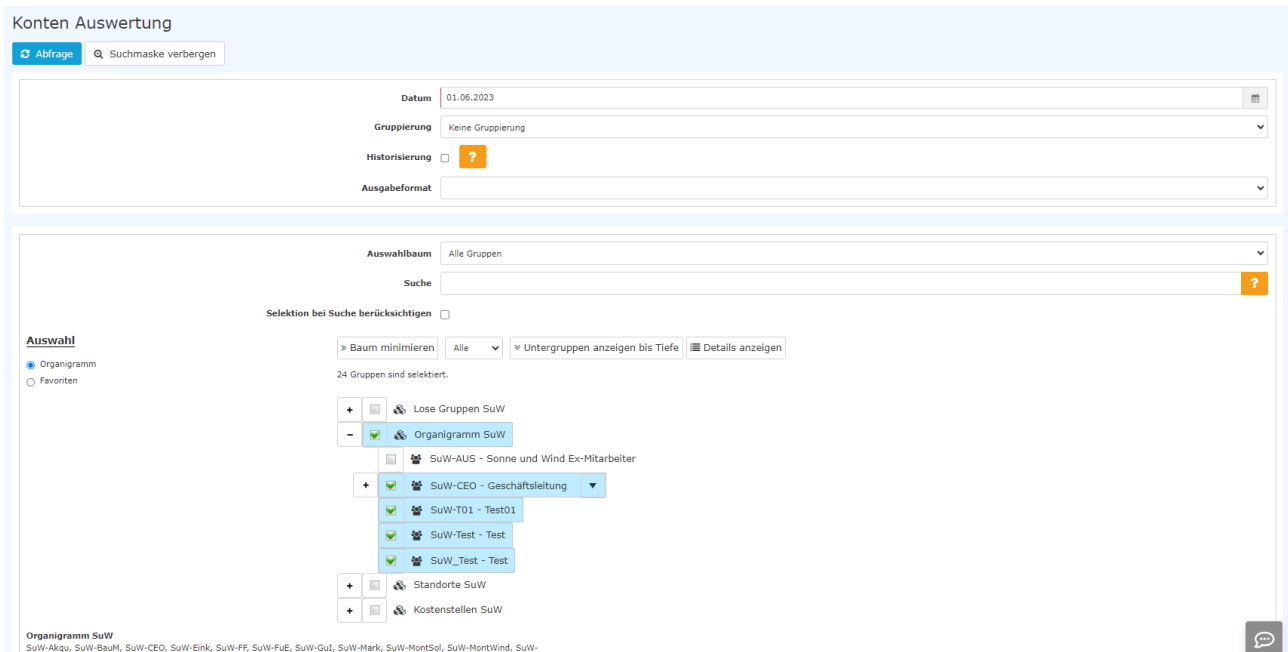 Konten Auswertung
Abfrage Suchmaske verbergen
Datum 01.06.2023
Gruppierung Keine Gruppierung
Historisierung ?
Ausgabeformat
Auswahlbaum Alle Gruppen
Suche ?
Selektion bei Suche berücksichtigen
Auswahl
Organigramm
Favoriten
» Baum minimieren Alle Untergruppen anzeigen bis Tiefe Details anzeigen
24 Gruppen sind selektiert.
+ Lose Gruppen SuW
- Organigramm SuW
SuW-AUS - Sonne und Wind Ex-Mitarbeiter
+ SuW-CEO - Geschäftsleitung
SuW-T01 - Test01
SuW-Test - Test
SuW_Test - Test
+ Standorte SuW
+ Kostenstellen SuW
Organigramm SuW
SuW-Akqu, SuW-BauM, SuW-CEO, SuW-Eink, SuW-FF, SuW-FuE, SuW-GuI, SuW-Mark, SuW-MontSol, SuW-MontWind, SuW-